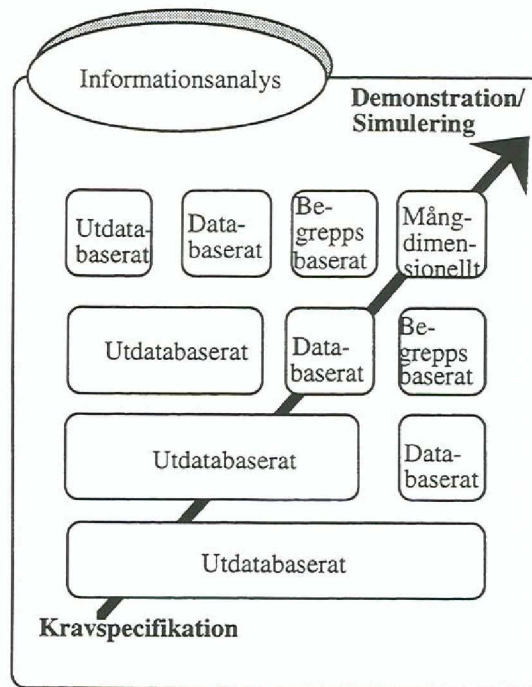 Informationsanalys
Demonstration/
Simulering
Utdata-
baserat
Data-
baserat
Be-
grepps
baserat
Mång-
dimen-
sionellt
Utdatabaserat
Data-
baserat
Be-
grepps
baserat
Utdatabaserat
Data-
baserat
Utdatabaserat
Kravspecifikation